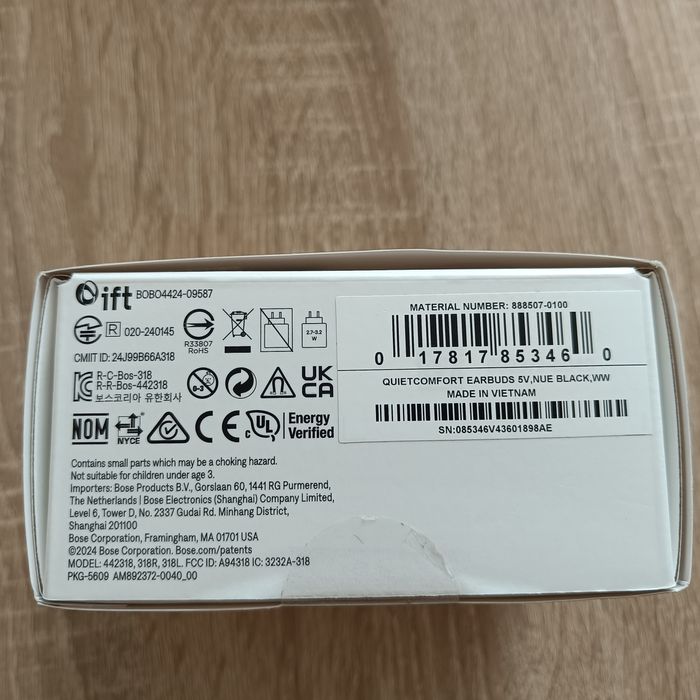 ift BOBO4424-09587
R 020-240145
R33807
RoHS
2.7-3.2
W
CMIIT ID: 24J99B66A318
R-C-Bos-318
R-R-Bos-442318
보스코리아 유한회사
0-3
UK
CA
NOM
NYCE
CE
c UL
Energy
Verified
Contains small parts which may be a choking hazard.
Not suitable for children under age 3.
Importers: Bose Products B.V., Gorslaan 60, 1441 RG Purmerend,
The Netherlands | Bose Electronics (Shanghai) Company Limited,
Level 6, Tower D, No. 2337 Gudai Rd. Minhang District,
Shanghai 201100
Bose Corporation, Framingham, MA 01701 USA
©2024 Bose Corporation. Bose.com/patents
MODEL: 442318, 318R, 318L. FCC ID: A94318 IC: 3232A-318
PKG-5609 AM892372-0040_00
MATERIAL NUMBER: 888507-0100
0 17817 85346 0
QUIETCOMFORT EARBUDS 5V,NUE BLACK,WW
MADE IN VIETNAM
SN:085346V43601898AE